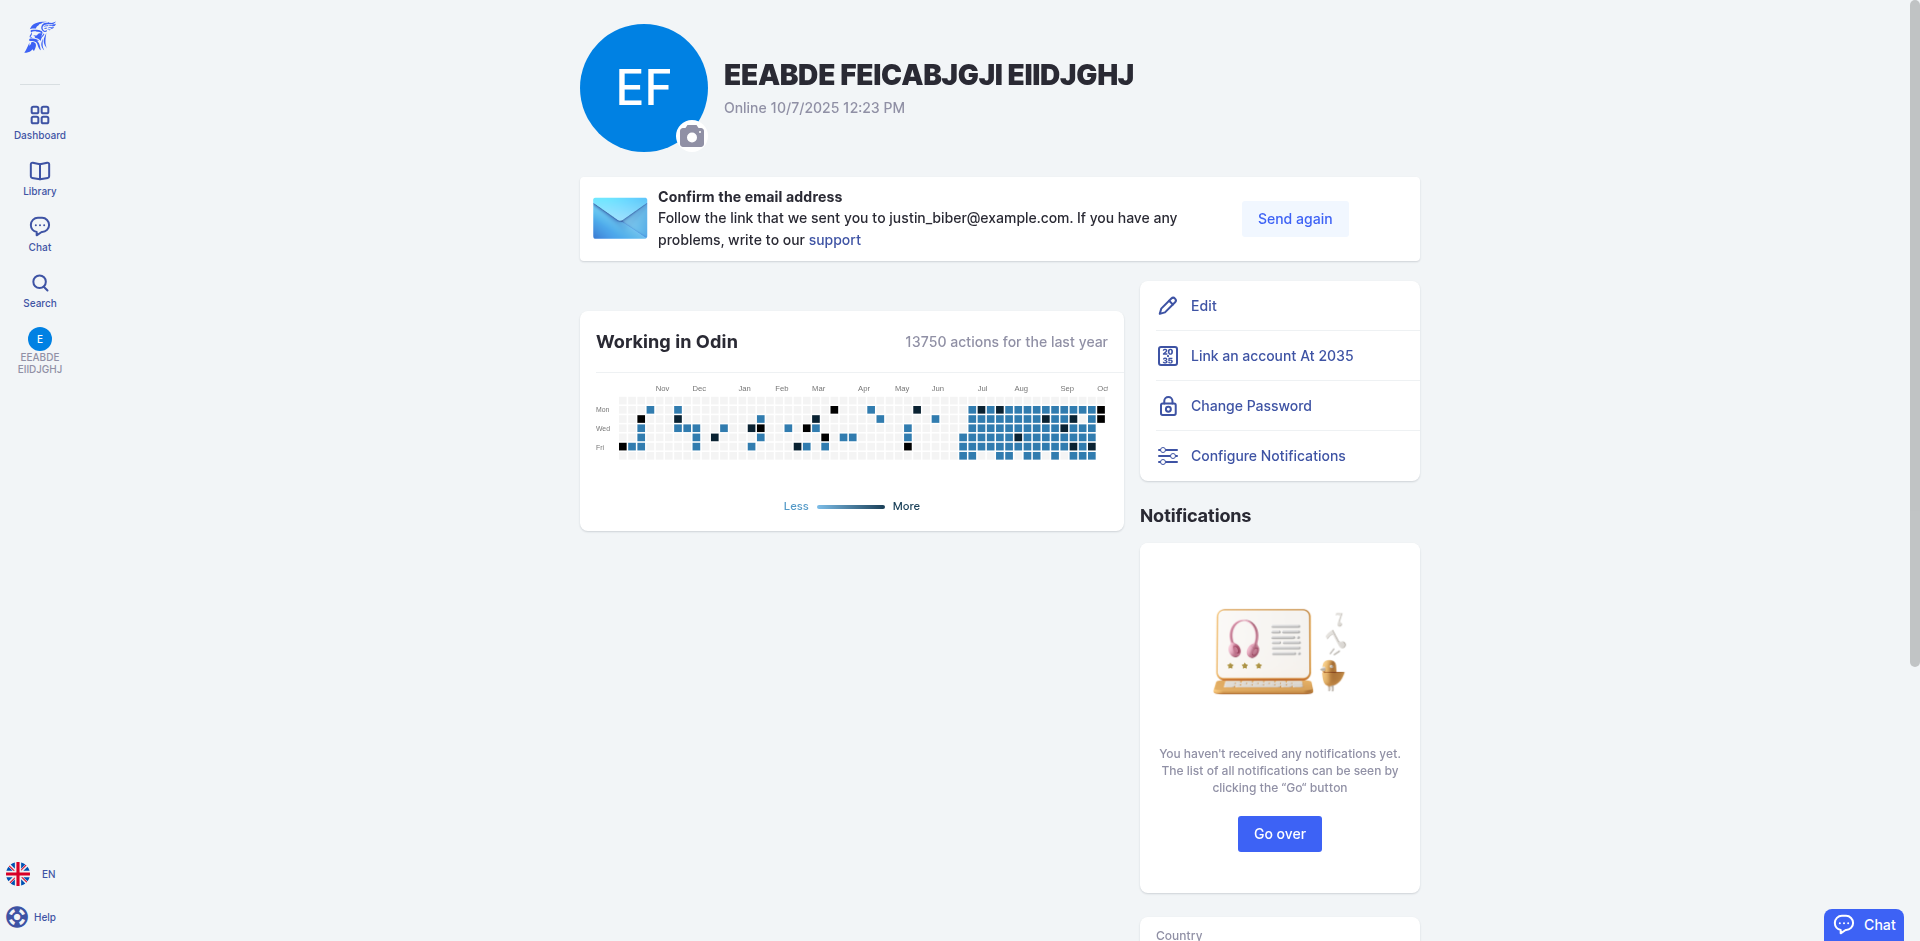 Dashboard
Library
Chat
Search
E
EEABDE
EIIDJGHJ
EN
Help
EF
EEABDE FEICABJGJI EIIDJGHJ
Online 10/7/2025 12:23 PM
Confirm the email address
Follow the link that we sent you to justin_biber@example.com. If you have any
problems, write to our support
Send again
Working in Odin
13750 actions for the last year
Nov Dec Jan Feb Mar Apr May Jun Jul Aug Sep Oct
Mon
Wed
Fri
Less More
Edit
20
35
Link an account At 2035
Change Password
Configure Notifications
Notifications
You haven't received any notifications yet.
The list of all notifications can be seen by
clicking the “Go” button
Go over
Country
Chat